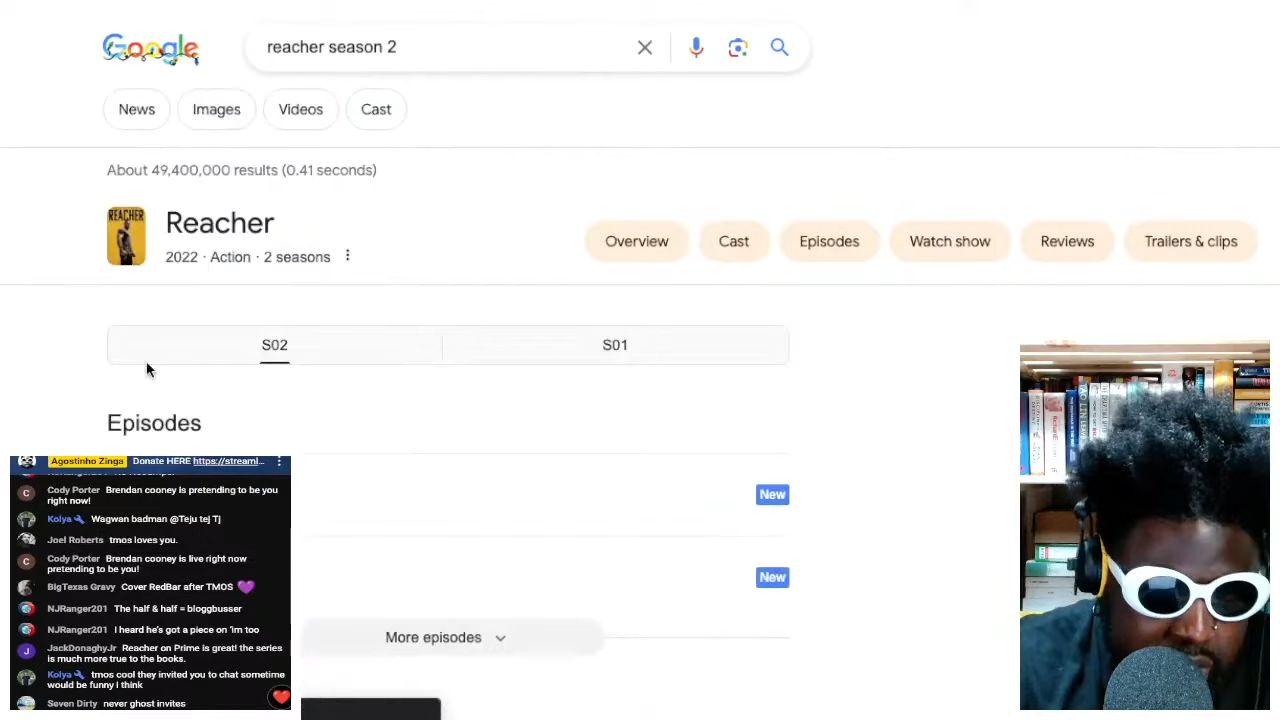 Google
reacher season 2
News
Images
Videos
Cast
About 49,400,000 results (0.41 seconds)
REACHER
Reacher
2022 · Action · 2 seasons
Overview
Cast
Episodes
Watch show
Reviews
Trailers & clips
S02
S01
Episodes
New
New
More episodes
Agostinho Zinga Donate HERE https://streaml...
Cody Porter Brendan cooney is pretending to be you
right now!
Kolya Wagwan badman @Teju tej Tj
Joel Roberts tmos loves you.
Cody Porter Brendan cooney is live right now
pretending to be you!
BigTexas Gravy Cover RedBar after TMOS
NJRanger201 The half & half = bloggbusser
NJRanger201 I heard he's got a piece on 'im too
JackDonaghyJr Reacher on Prime is great! the series
is much more true to the books.
Kolya tmos cool they invited you to chat sometime
would be funny I think
Seven Dirty never ghost invites